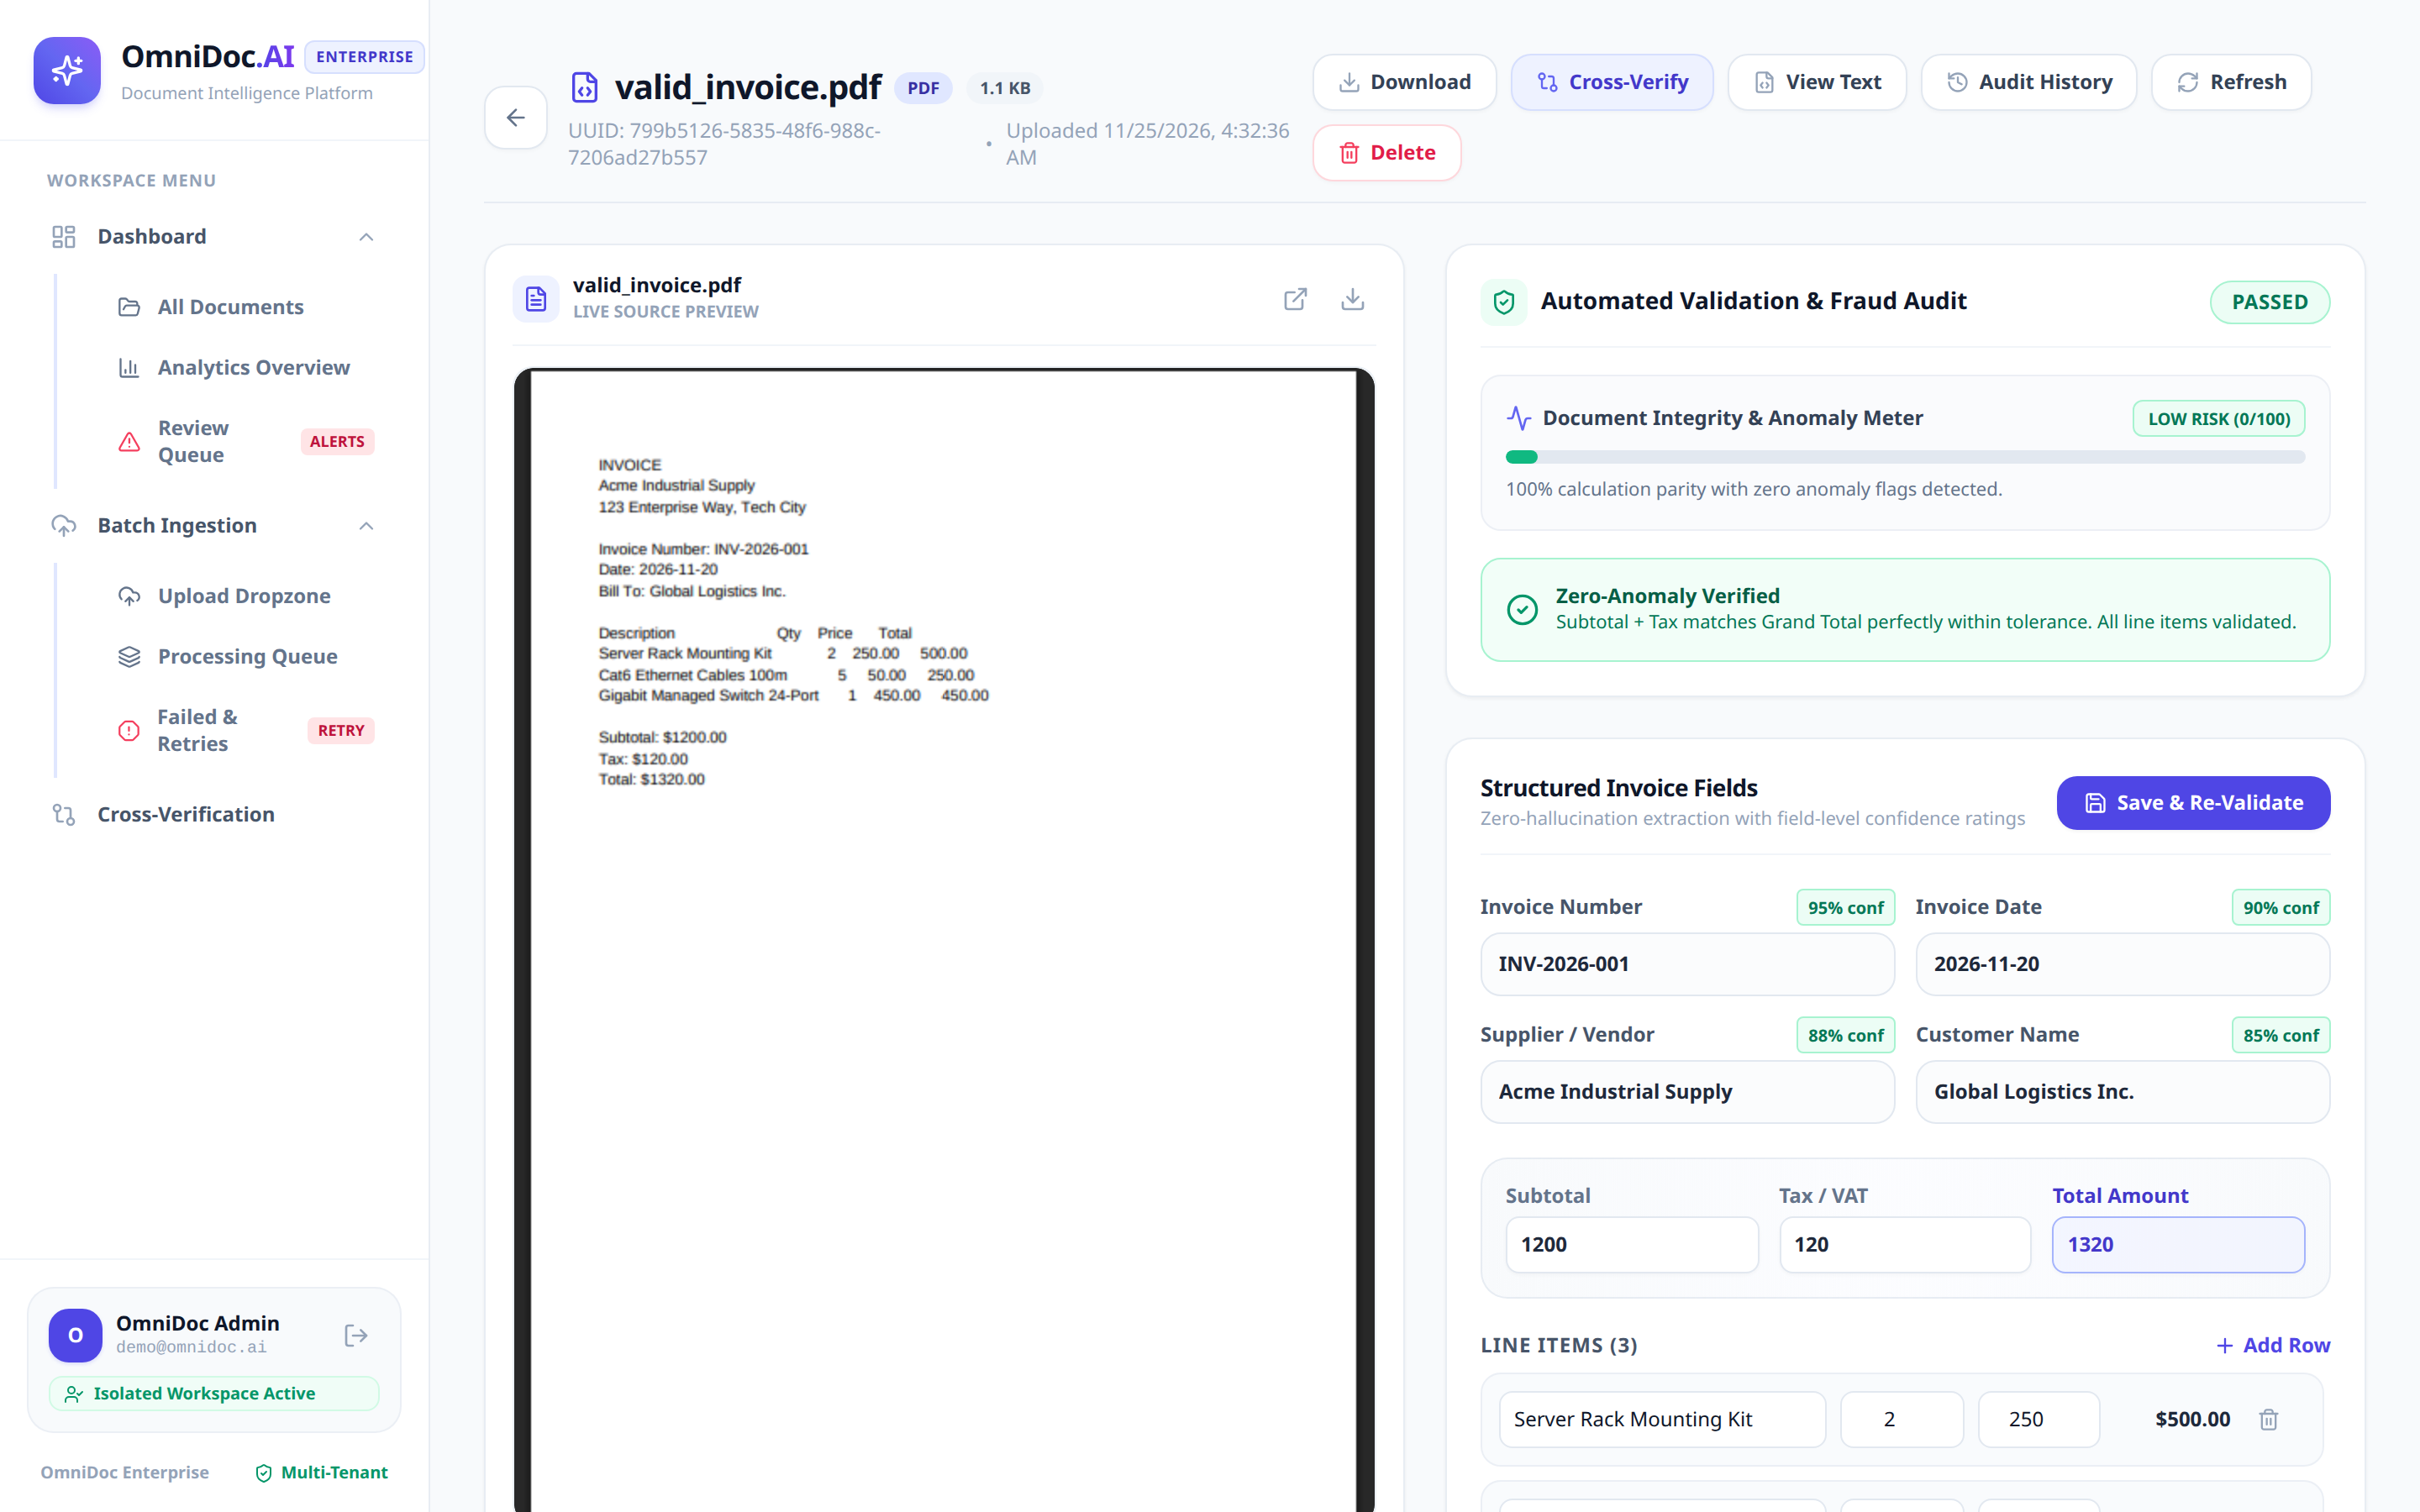 OmniDoc.AI ENTERPRISE
Document Intelligence Platform
WORKSPACE MENU
Dashboard
All Documents
Analytics Overview
Review
Queue
ALERTS
Batch Ingestion
Upload Dropzone
Processing Queue
Failed &
Retries
RETRY
Cross-Verification
O
OmniDoc Admin
demo@omnidoc.ai
Isolated Workspace Active
OmniDoc Enterprise
Multi-Tenant
valid_invoice.pdf PDF 1.1 KB
UUID: 799b5126-5835-48f6-988c-
7206ad27b557
• Uploaded 11/25/2026, 4:32:36
AM
Download
Cross-Verify
View Text
Audit History
Refresh
Delete
valid_invoice.pdf
LIVE SOURCE PREVIEW
INVOICE
Acme Industrial Supply
123 Enterprise Way, Tech City
Invoice Number: INV-2026-001
Date: 2026-11-20
Bill To: Global Logistics Inc.
Description Qty Price Total
Server Rack Mounting Kit 2 250.00 500.00
Cat6 Ethernet Cables 100m 5 50.00 250.00
Gigabit Managed Switch 24-Port 1 450.00 450.00
Subtotal: $1200.00
Tax: $120.00
Total: $1320.00
Automated Validation & Fraud Audit
PASSED
Document Integrity & Anomaly Meter
LOW RISK (0/100)
100% calculation parity with zero anomaly flags detected.
Zero-Anomaly Verified
Subtotal + Tax matches Grand Total perfectly within tolerance. All line items validated.
Structured Invoice Fields
Zero-hallucination extraction with field-level confidence ratings
Save & Re-Validate
Invoice Number 95% conf
INV-2026-001
Invoice Date 90% conf
2026-11-20
Supplier / Vendor 88% conf
Acme Industrial Supply
Customer Name 85% conf
Global Logistics Inc.
Subtotal
1200
Tax / VAT
120
Total Amount
1320
LINE ITEMS (3)
Add Row
Server Rack Mounting Kit 2 250 $500.00